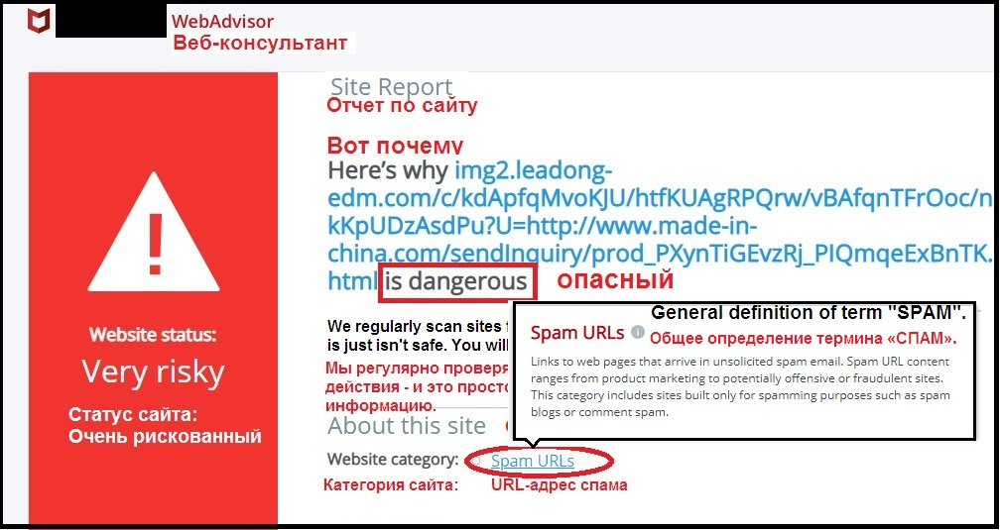 WebAdvisor
Веб-консультант
Site Report
Отчет по сайту
Вот почему
Here's why img2.leadong-
edm.com/c/kdApfqMvoKJU/htfKUAgRPQrw/vBAfqnTFrOoc/n
kKpUDzAsdPu?U=http://www.made-in-
china.com/sendInquiry/prod_PXynTiGEvzRj_PIQmqeExBnTK.
html is dangerous опасный
!
Website status:
Very risky
Статус сайта:
Очень рискованный
We regularly scan sites
is just isn't safe. You will
Мы регулярно проверя
действия - и это просто
информацию.
General definition of term "SPAM".
Spam URLs i Общее определение термина «СПАМ».
Links to web pages that arrive in unsolicited spam email. Spam URL content
ranges from product marketing to potentially offensive or fraudulent sites.
This category includes sites built only for spamming purposes such as spam
blogs or comment spam.
About this site
Website category: Spam URLs
Категория сайта: URL-адрес спама